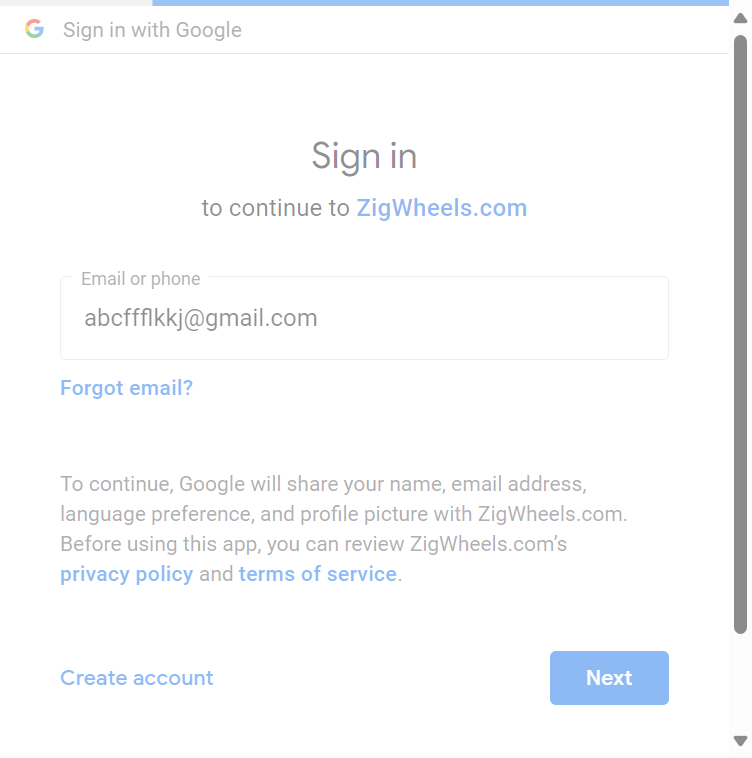 Sign in with Google
Sign in
to continue to ZigWheels.com
Email or phone
abcffflkkj@gmail.com
Forgot email?
To continue, Google will share your name, email address,
language preference, and profile picture with ZigWheels.com.
Before using this app, you can review ZigWheels.com’s
privacy policy and terms of service.
Create account
Next